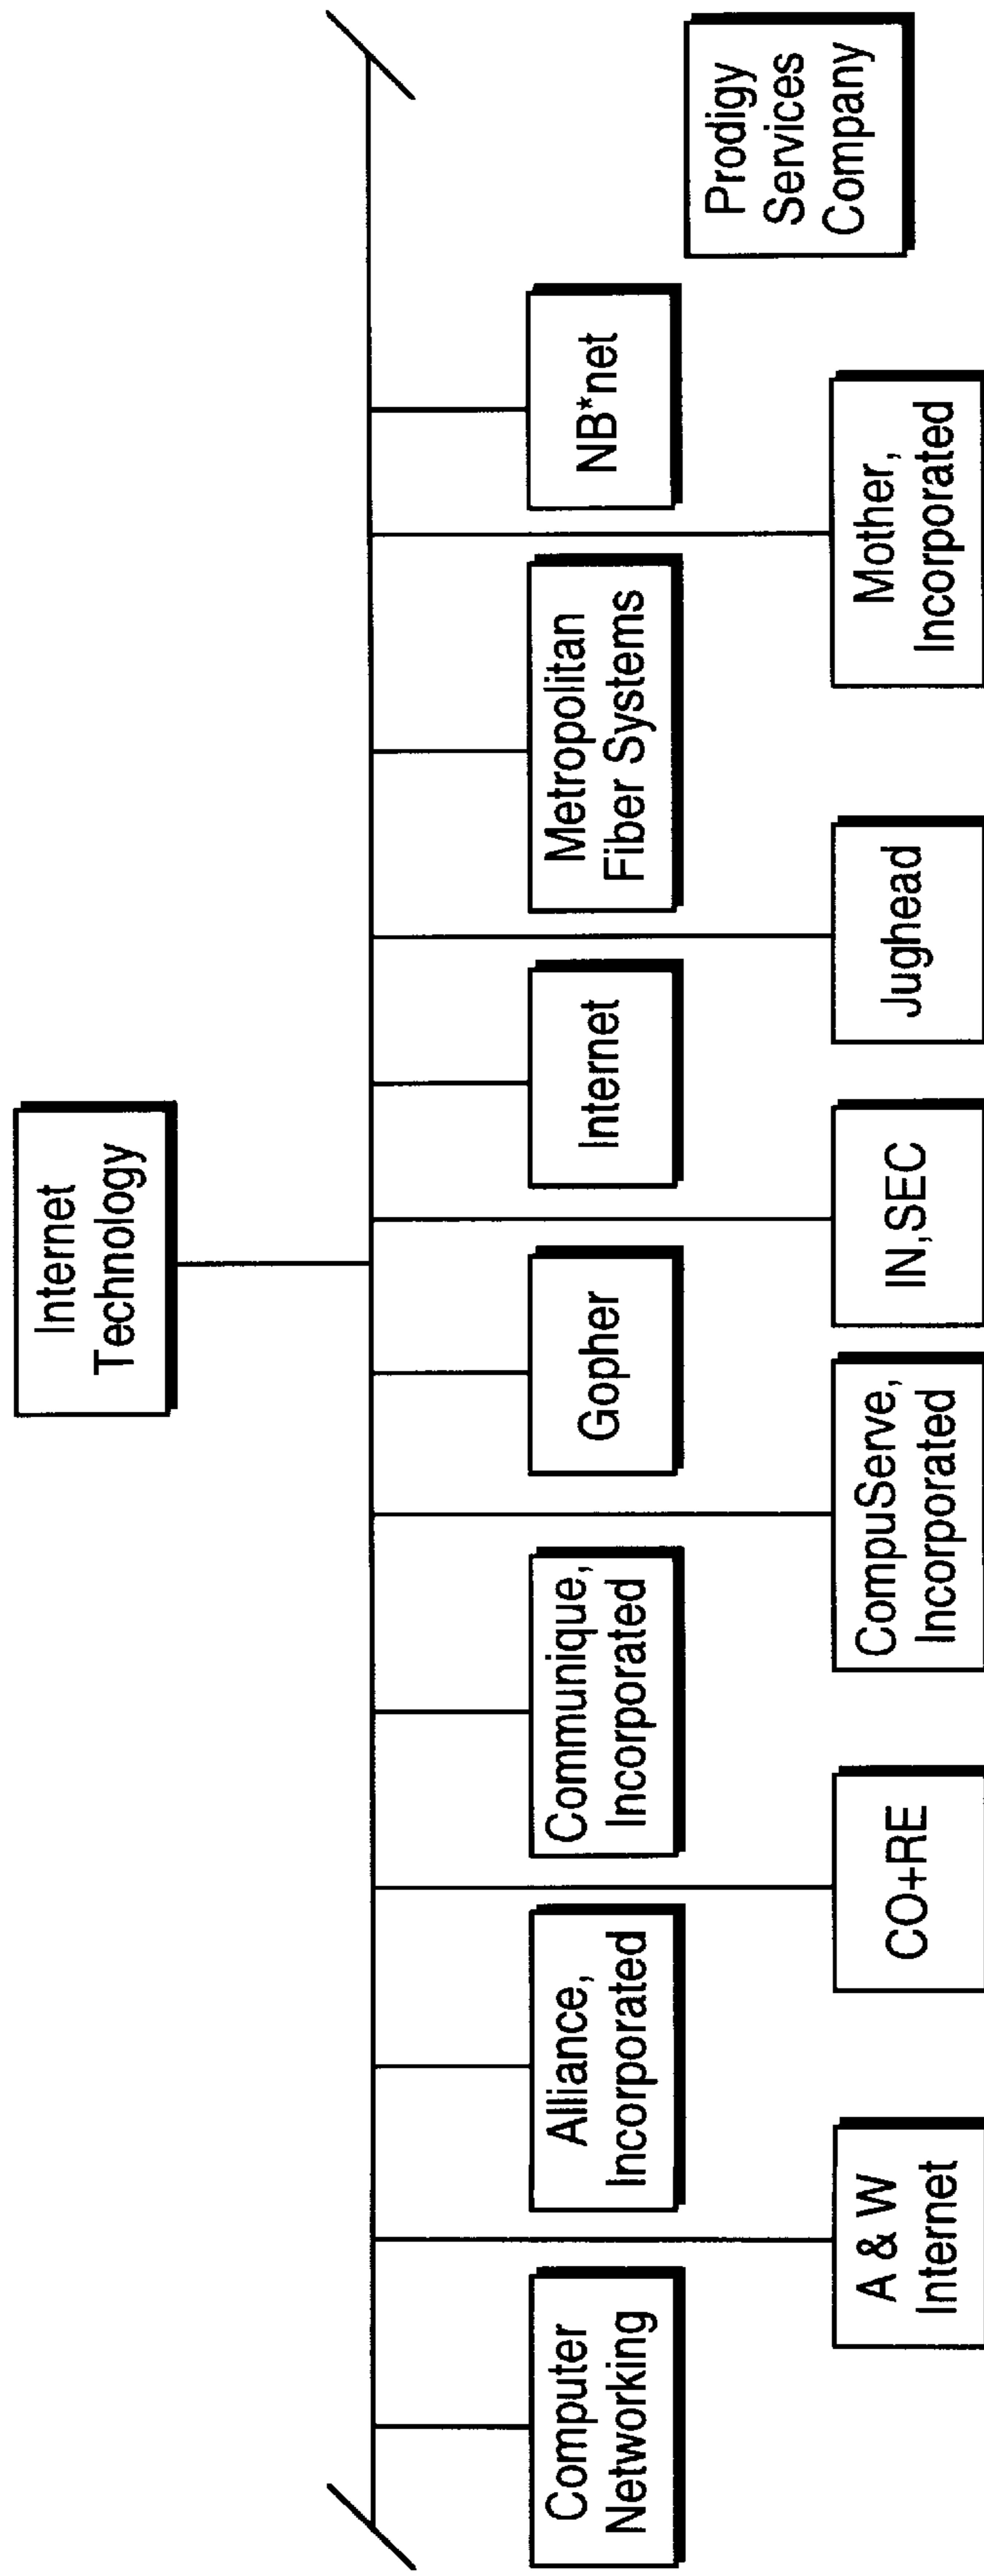 Internet
Technology
Computer
Networking
Alliance,
Incorporated
Communique,
Incorporated
Gopher
Internet
Metropolitan
Fiber Systems
NB*net
Prodigy
Services
Company
A & W
Internet
CO+RE
CompuServe,
Incorporated
IN,SEC
Jughead
Mother,
Incorporated